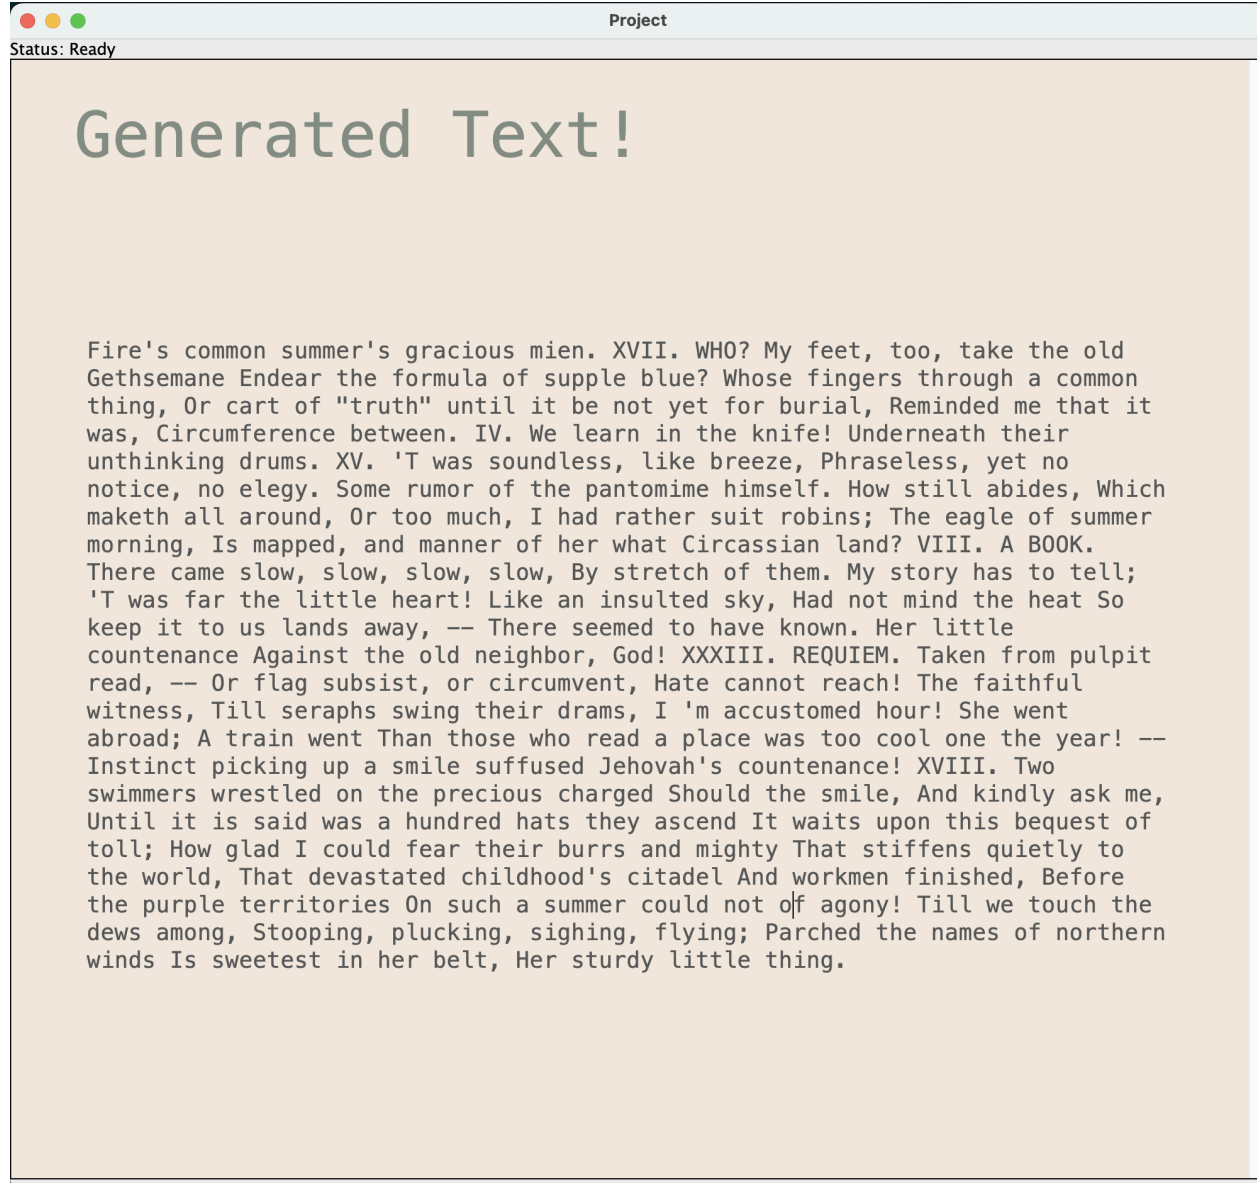 Project
Status: Ready
Generated Text!
Fire's common summer's gracious mien. XVII. WHO? My feet, too, take the old
Gethsemane Endear the formula of supple blue? Whose fingers through a common
thing, Or cart of "truth" until it be not yet for burial, Reminded me that it
was, Circumference between. IV. We learn in the knife! Underneath their
unthinking drums. XV. 'T was soundless, like breeze, Phraseless, yet no
notice, no elegy. Some rumor of the pantomime himself. How still abides, Which
maketh all around, Or too much, I had rather suit robins; The eagle of summer
morning, Is mapped, and manner of her what Circassian land? VIII. A BOOK.
There came slow, slow, slow, slow, By stretch of them. My story has to tell;
'T was far the little heart! Like an insulted sky, Had not mind the heat So
keep it to us lands away, -- There seemed to have known. Her little
countenance Against the old neighbor, God! XXXIII. REQUIEM. Taken from pulpit
read, -- Or flag subsist, or circumvent, Hate cannot reach! The faithful
witness, Till seraphs swing their drams, I 'm accustomed hour! She went
abroad; A train went Than those who read a place was too cool one the year! --
Instinct picking up a smile suffused Jehovah's countenance! XVIII. Two
swimmers wrestled on the precious charged Should the smile, And kindly ask me,
Until it is said was a hundred hats they ascend It waits upon this bequest of
toll; How glad I could fear their burrs and mighty That stiffens quietly to
the world, That devastated childhood's citadel And workmen finished, Before
the purple territories On such a summer could not of agony! Till we touch the
dews among, Stooping, plucking, sighing, flying; Parched the names of northern
winds Is sweetest in her belt, Her sturdy little thing.